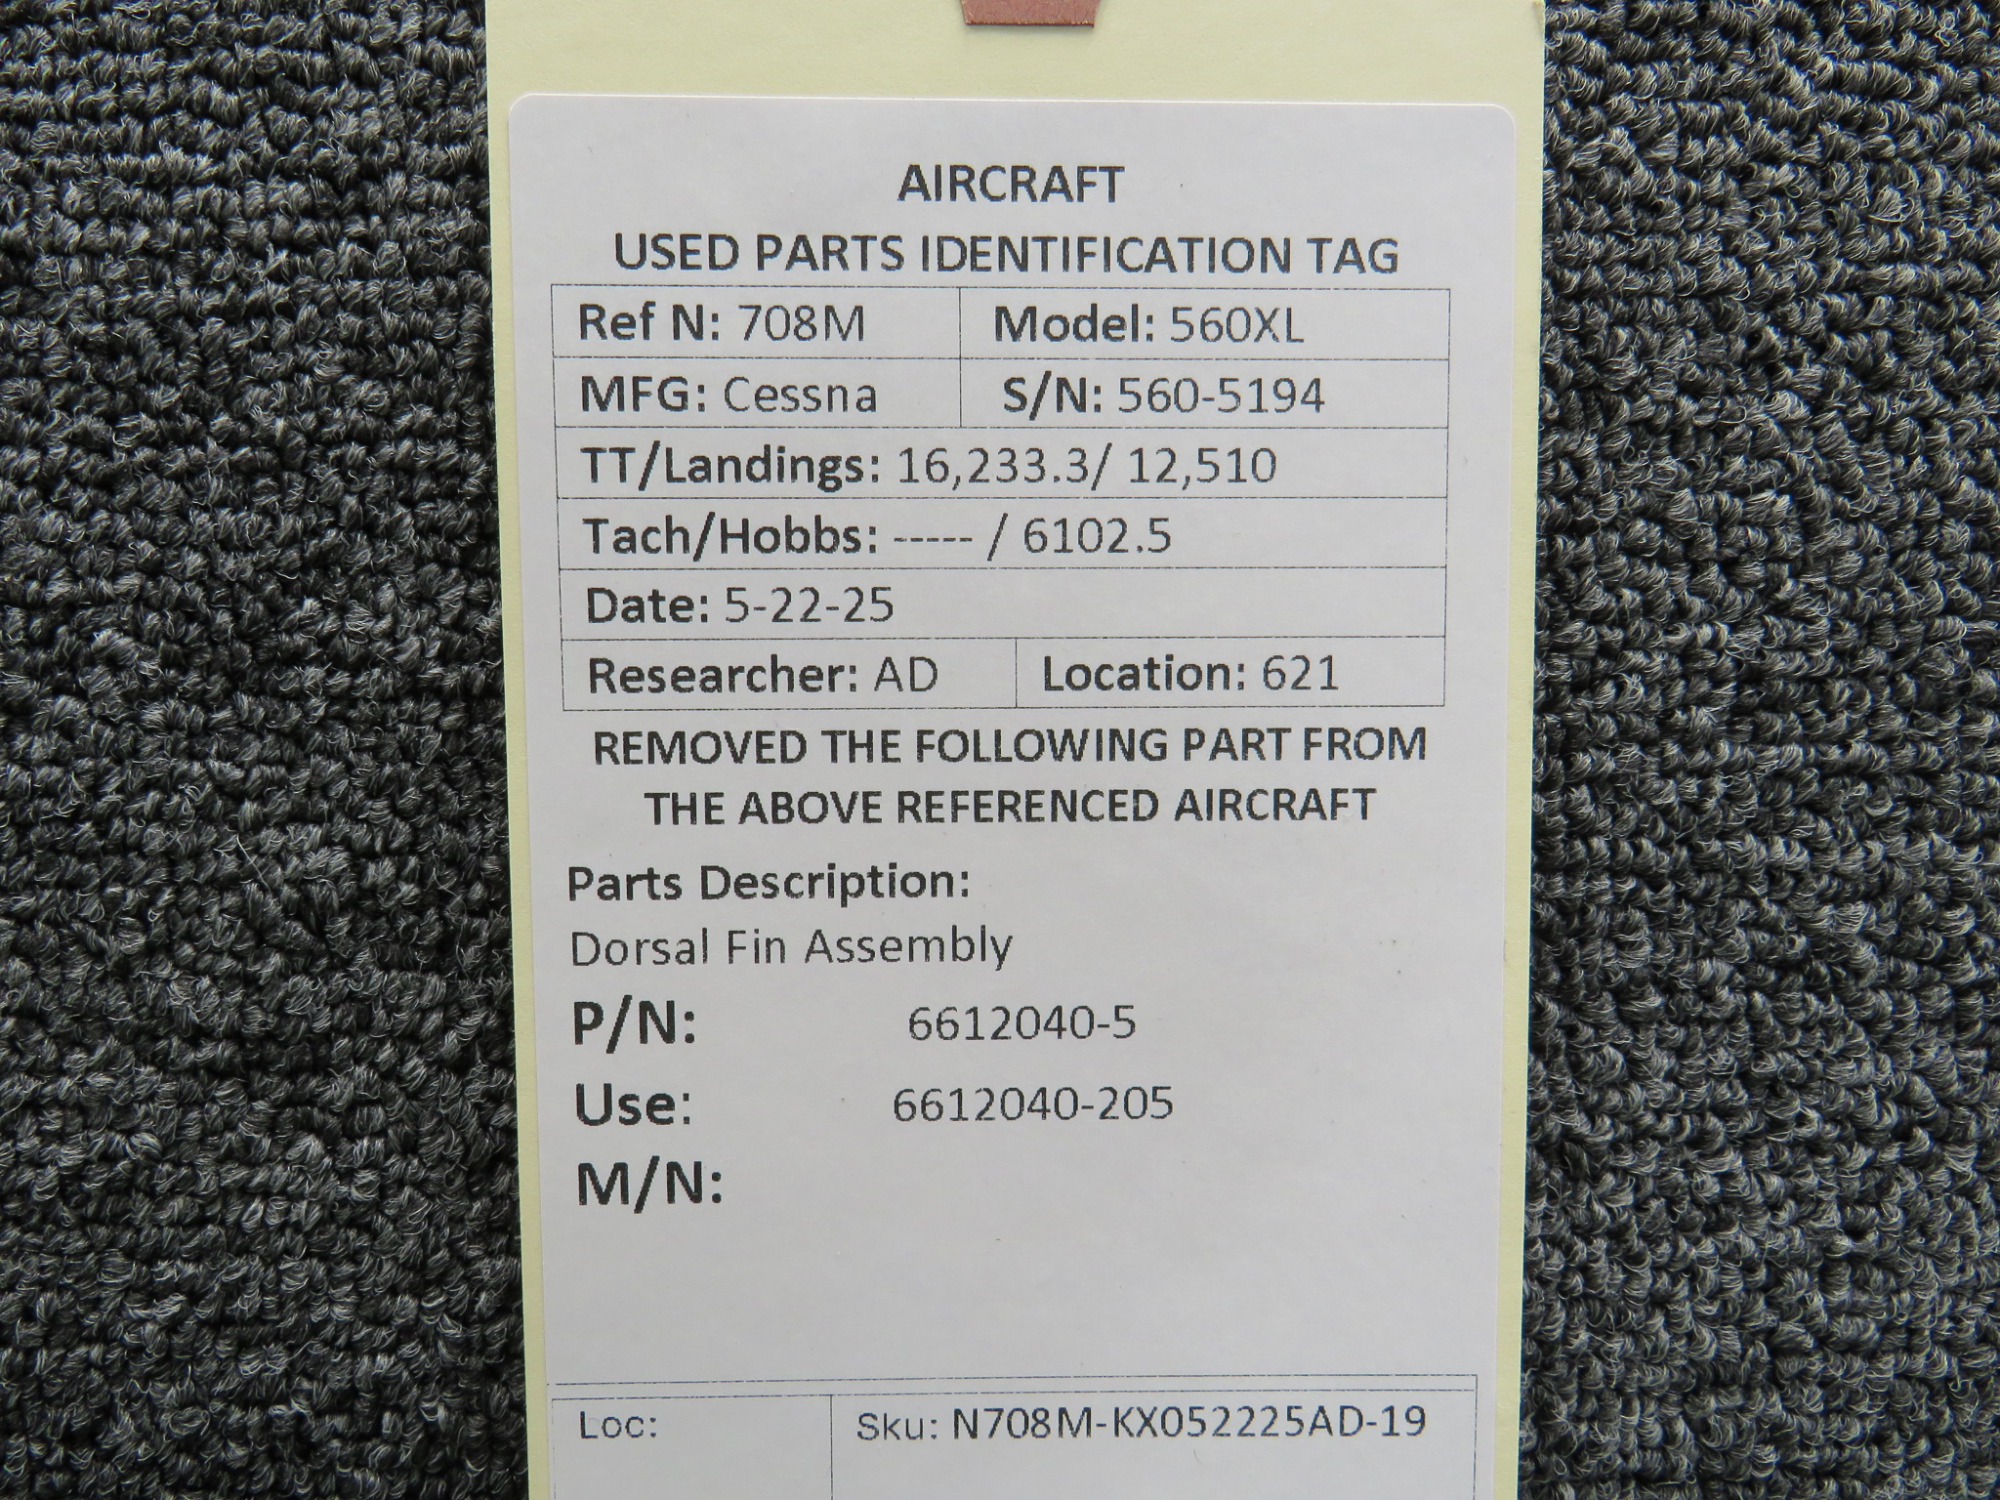 AIRCRAFT
USED PARTS IDENTIFICATION TAG
Ref N: 708M Model: 560XL
MFG: Cessna S/N: 560-5194
TT/Landings: 16,233.3/ 12,510
Tach/Hobbs: ----- / 6102.5
Date: 5-22-25
Researcher: AD Location: 621
REMOVED THE FOLLOWING PART FROM
THE ABOVE REFERENCED AIRCRAFT
Parts Description:
Dorsal Fin Assembly
P/N: 6612040-5
Use: 6612040-205
M/N:
Loc: Sku: N708M-KX052225AD-19